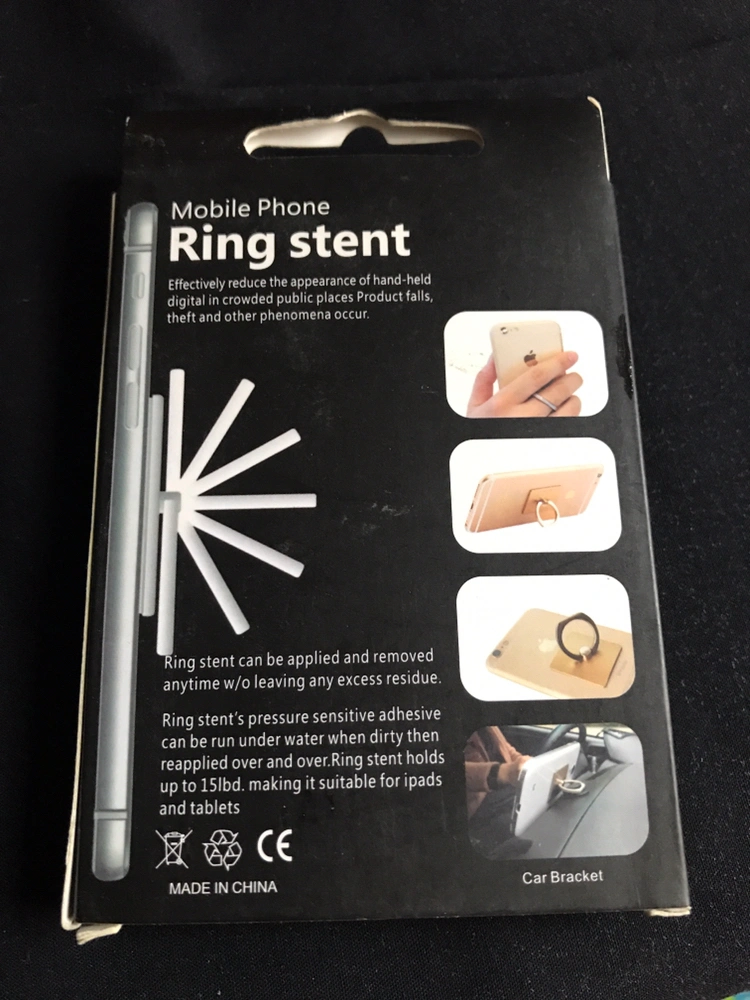 Mobile Phone
Ring stent
Effectively reduce the appearance of hand-held
digital in crowded public places Product falls,
theft and other phenomena occur.
Ring stent can be applied and removed
anytime w/o leaving any excess residue.
Ring stent's pressure sensitive adhesive
can be run under water when dirty then
reapplied over and over.Ring stent holds
up to 15lbd. making it suitable for ipads
and tablets
CE
MADE IN CHINA
Car Bracket